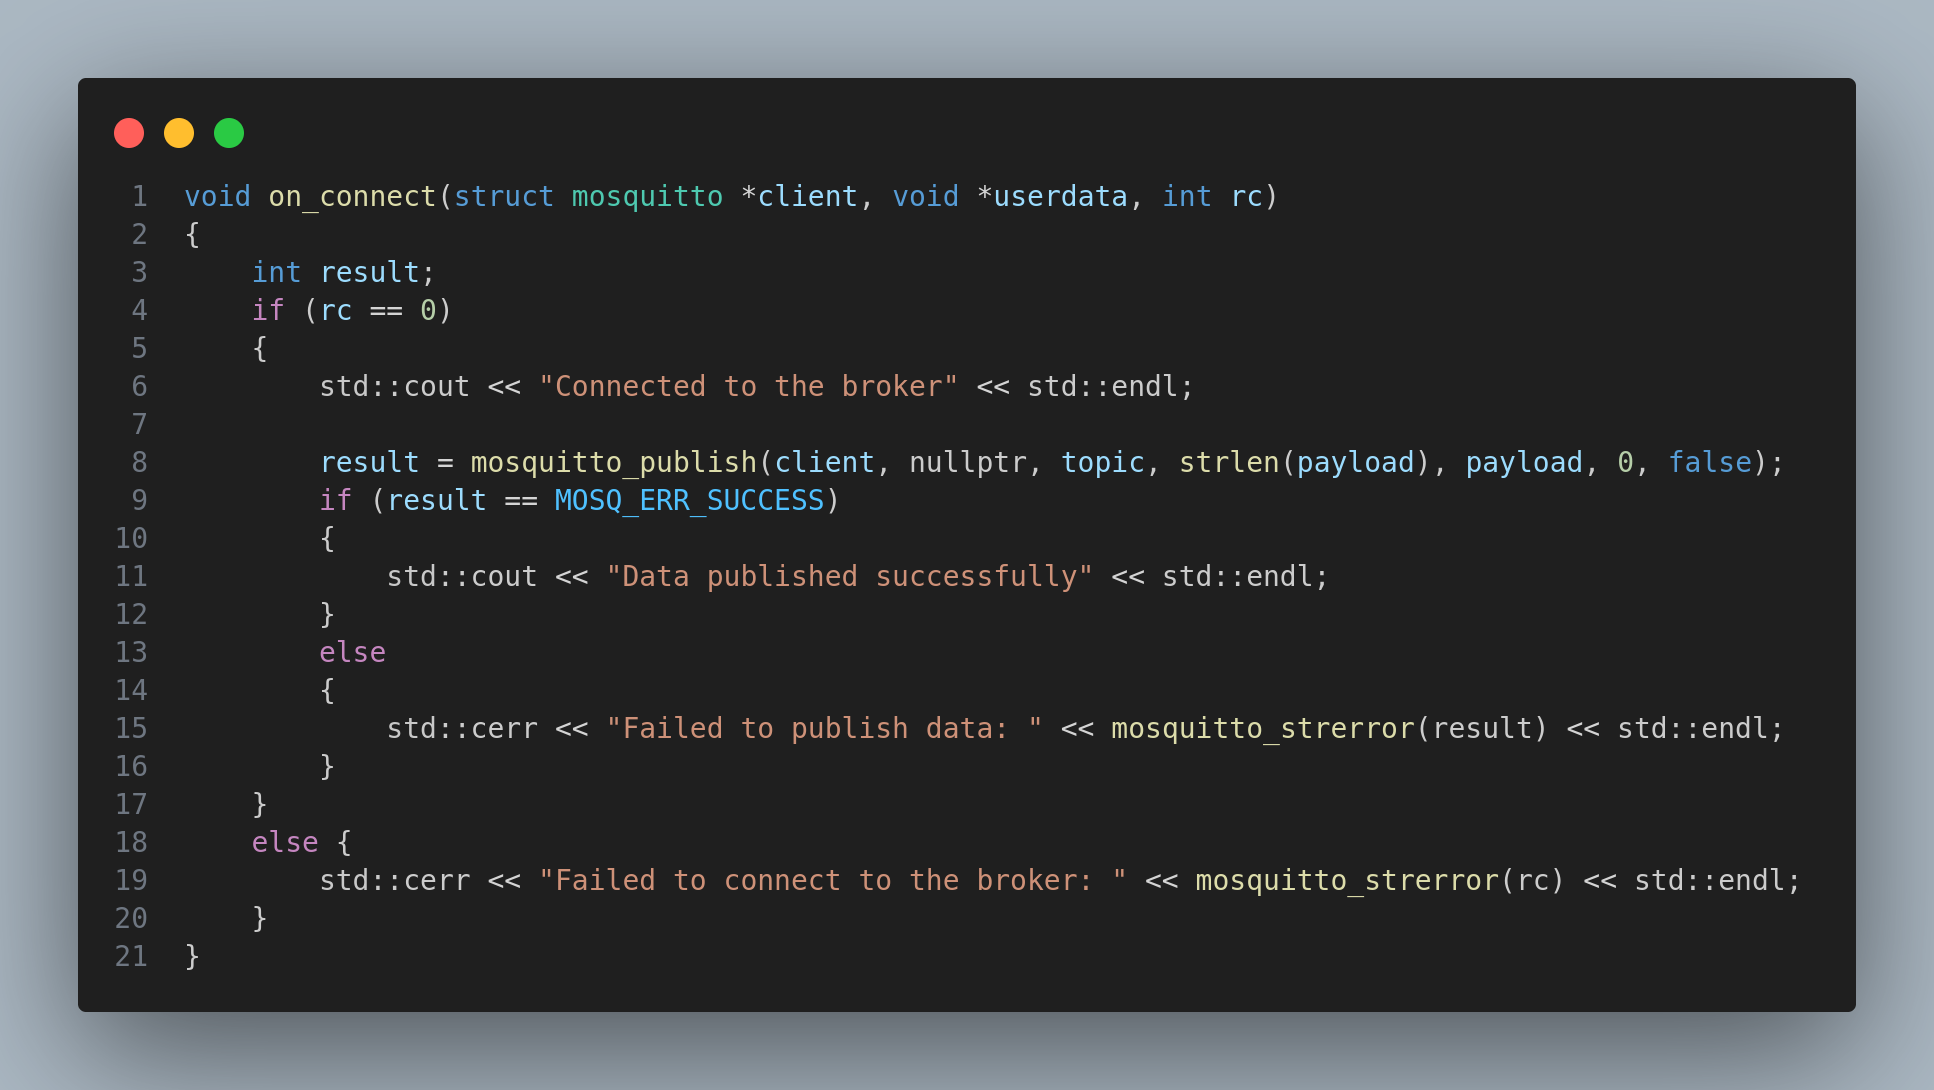 1 void on_connect(struct mosquitto *client, void *userdata, int rc)
2 {
3     int result;
4     if (rc == 0)
5     {
6         std::cout << "Connected to the broker" << std::endl;
7
8         result = mosquitto_publish(client, nullptr, topic, strlen(payload), payload, 0, false);
9         if (result == MOSQ_ERR_SUCCESS)
10         {
11             std::cout << "Data published successfully" << std::endl;
12         }
13         else
14         {
15             std::cerr << "Failed to publish data: " << mosquitto_strerror(result) << std::endl;
16         }
17     }
18     else {
19         std::cerr << "Failed to connect to the broker: " << mosquitto_strerror(rc) << std::endl;
20     }
21 }